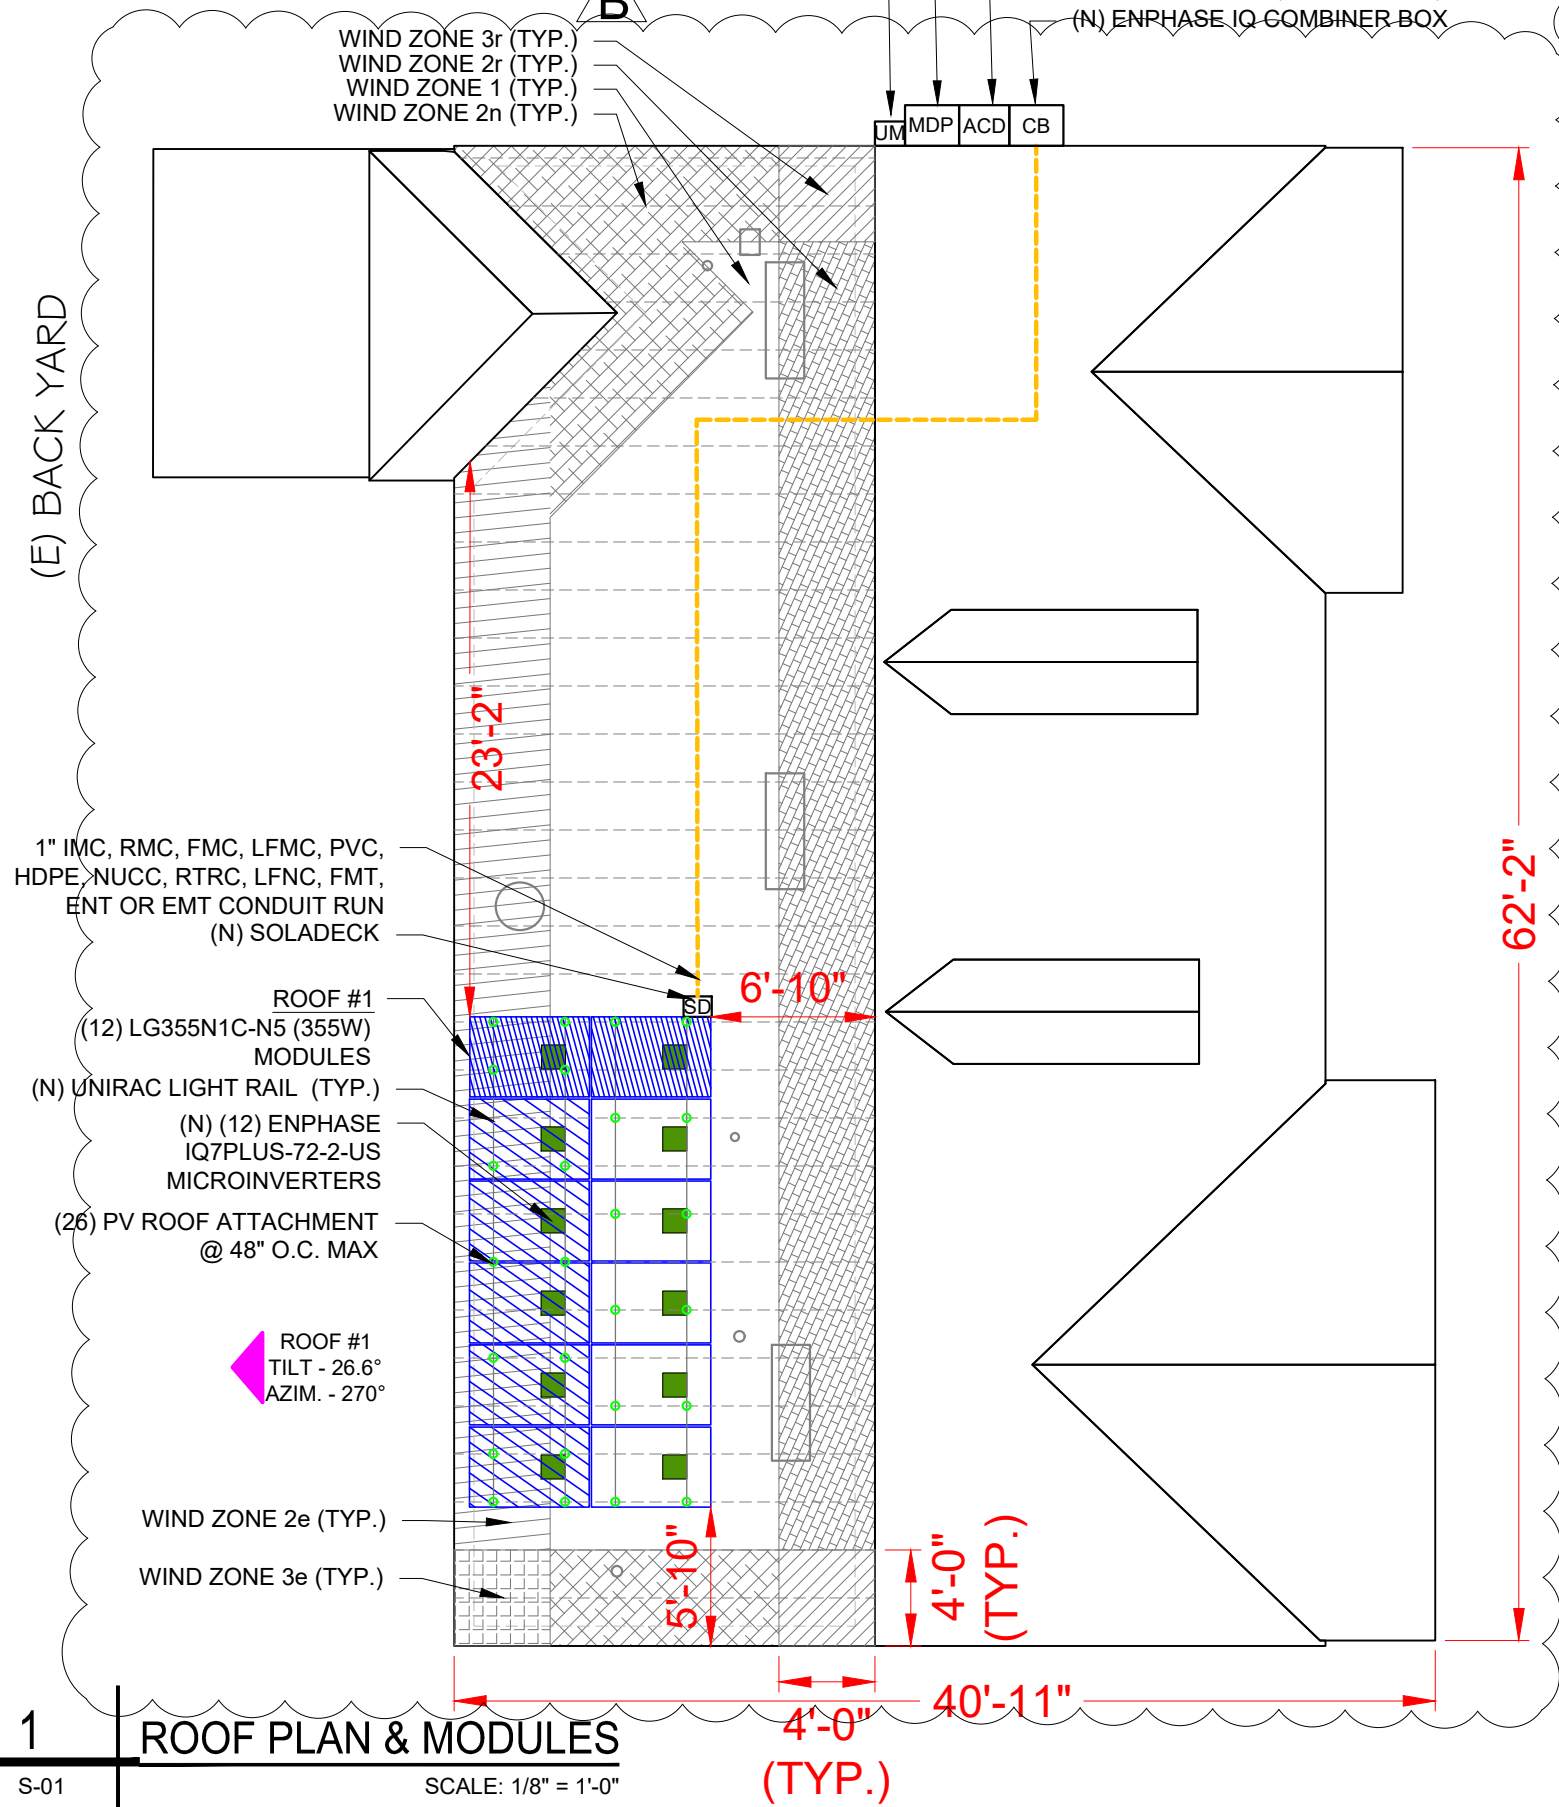 B
(N) ENPHASE IQ COMBINER BOX
WIND ZONE 3r (TYP.)
WIND ZONE 2r (TYP.)
WIND ZONE 1 (TYP.)
WIND ZONE 2n (TYP.)
UM
MDP
ACD
CB
(E) BACK YARD
23'-2"
62'-2"
1" IMC, RMC, FMC, LFMC, PVC,
HDPE, NUCC, RTRC, LFNC, FMT,
ENT OR EMT CONDUIT RUN
(N) SOLADECK
6'-10"
SD
ROOF #1
(12) LG355N1C-N5 (355W)
MODULES
(N) UNIRAC LIGHT RAIL (TYP.)
(N) (12) ENPHASE
IQ7PLUS-72-2-US
MICROINVERTERS
(26) PV ROOF ATTACHMENT
@ 48" O.C. MAX
ROOF #1
TILT - 26.6°
AZIM. - 270°
WIND ZONE 2e (TYP.)
WIND ZONE 3e (TYP.)
5'-10"
4'-0"
(TYP.)
40'-11"
4'-0"
(TYP.)
1
ROOF PLAN & MODULES
S-01
SCALE: 1/8" = 1'-0"